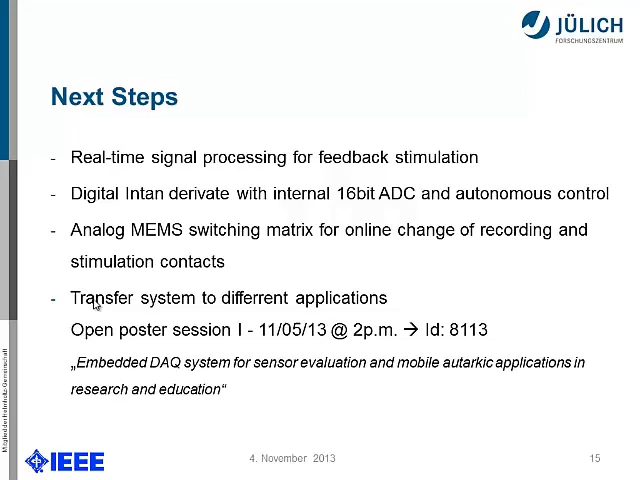 JÜLICH
FORSCHUNGSZENTRUM
Next Steps
- Real-time signal processing for feedback stimulation
- Digital Intan derivate with internal 16bit ADC and autonomous control
- Analog MEMS switching matrix for online change of recording and
stimulation contacts
- Transfer system to different applications
Open poster session I - 11/05/13 @ 2p.m. → Id: 8113
„Embedded DAQ system for sensor evaluation and mobile autarkic applications in
research and education“
Mitglied der Helmholtz-Gemeinschaft
IEEE
4. November 2013
15